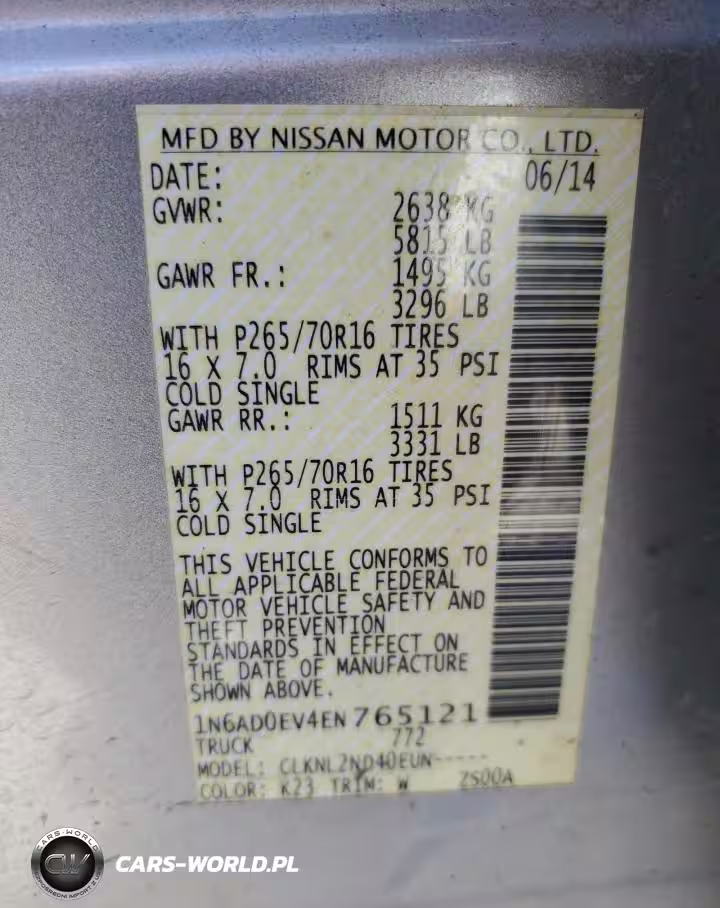 MFD BY NISSAN MOTOR CO., LTD.
DATE: 06/14
GVWR: 2638 KG
5815 LB
GAWR FR.: 1495 KG
3296 LB
WITH P265/70R16 TIRES
16 X 7.0 RIMS AT 35 PSI
COLD SINGLE
GAWR RR.: 1511 KG
3331 LB
WITH P265/70R16 TIRES
16 X 7.0 RIMS AT 35 PSI
COLD SINGLE
THIS VEHICLE CONFORMS TO
ALL APPLICABLE FEDERAL
MOTOR VEHICLE SAFETY AND
THEFT PREVENTION
STANDARDS IN EFFECT ON
THE DATE OF MANUFACTURE
SHOWN ABOVE.
1N6AD0EV4EN765121
TRUCK 772
MODEL: CLKNL2ND40EUN-----
COLOR: K23 TRIM: W ZS00A
CARS-WORLD
CW
CARS-WORLD.PL